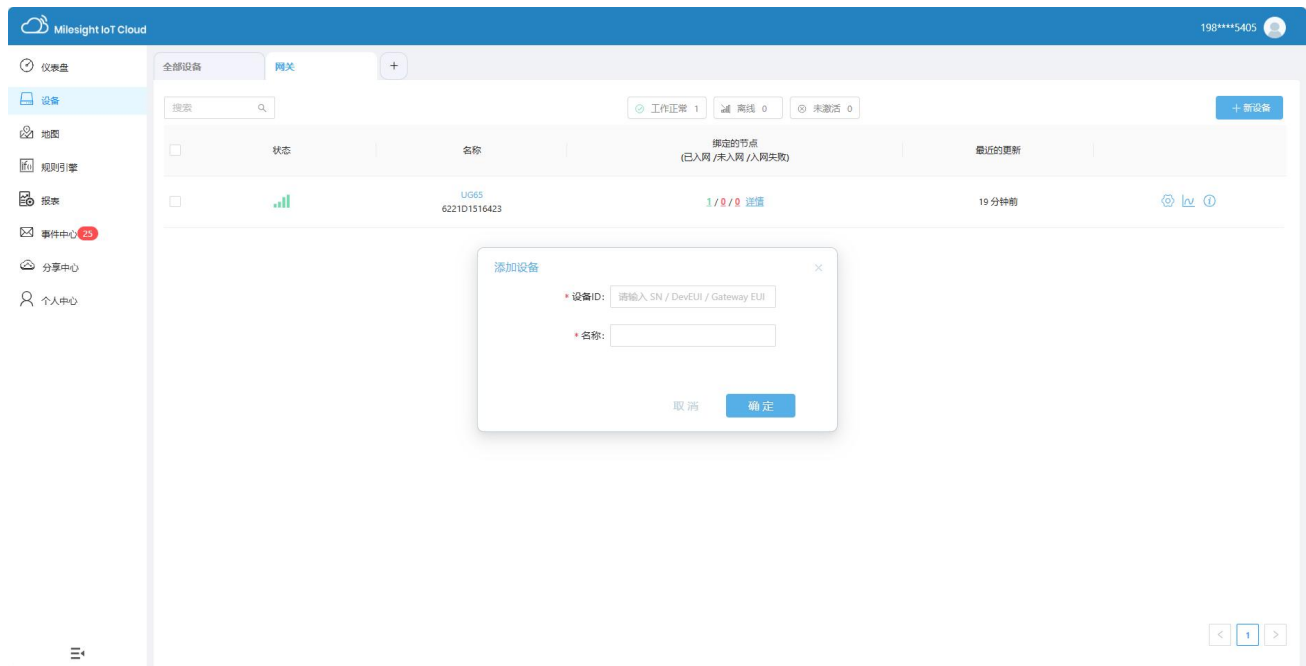 Milesight IoT Cloud
198****5405
仪表盘
设备
地图
规则引擎
报表
事件中心 25
分享中心
个人中心
全部设备 网关 +
搜索
工作正常 1 离线 0 未激活 0
+ 新设备
状态 名称 绑定的节点 最近的更新
(已入网 /未入网 /入网失败)
UG65
6221D1516423
1 / 0 / 0 详情
19 分钟前
添加设备 ×
* 设备ID: 请输入 SN / DevEUI / Gateway EUI
* 名称:
取 消 确 定
< 1 >